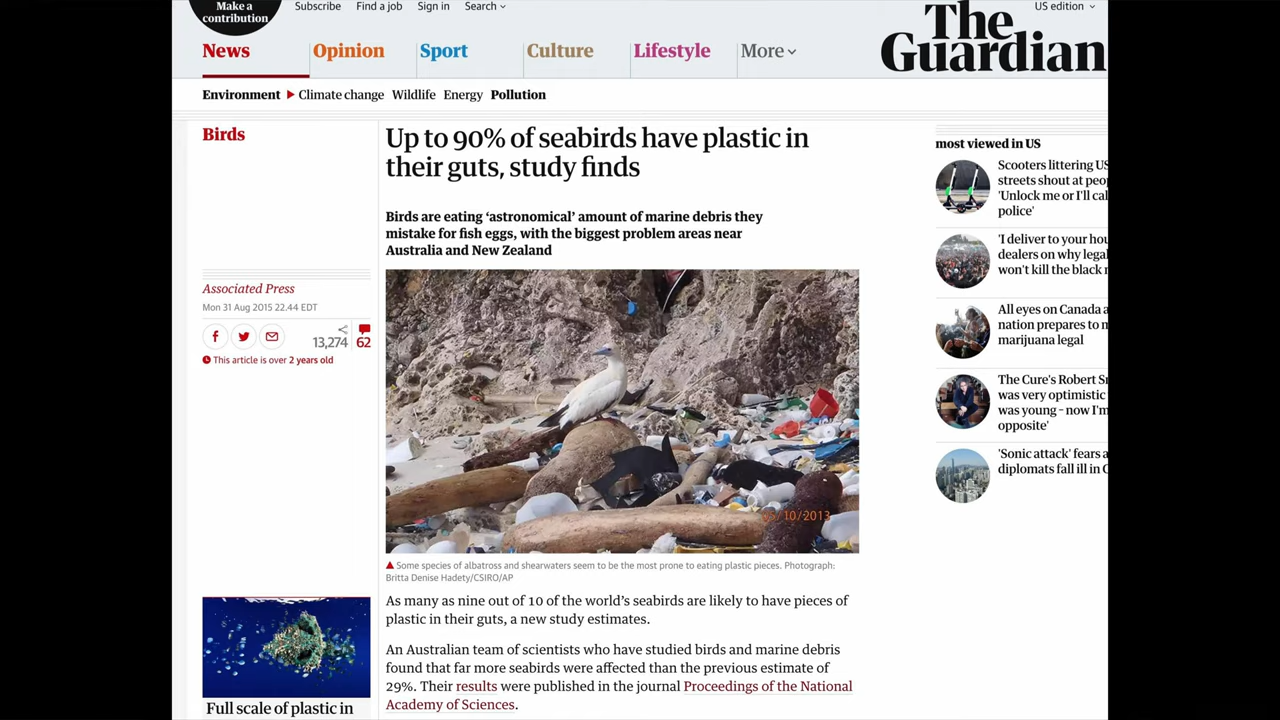 Make a
contribution
Subscribe
Find a job
Sign in
Search
US edition
The
Guardian
News
Opinion
Sport
Culture
Lifestyle
More
Environment
Climate change
Wildlife
Energy
Pollution
Birds
Up to 90% of seabirds have plastic in
their guts, study finds
Birds are eating ‘astronomical’ amount of marine debris they
mistake for fish eggs, with the biggest problem areas near
Australia and New Zealand
Associated Press
Mon 31 Aug 2015 22.44 EDT
13,274
62
This article is over 2 years old
/10/2013
Some species of albatross and shearwaters seem to be the most prone to eating plastic pieces. Photograph:
Britta Denise Hadety/CSIRO/AP
As many as nine out of 10 of the world’s seabirds are likely to have pieces of
plastic in their guts, a new study estimates.
An Australian team of scientists who have studied birds and marine debris
found that far more seabirds were affected than the previous estimate of
29%. Their results were published in the journal Proceedings of the National
Academy of Sciences.
Full scale of plastic in
most viewed in US
Scooters littering US
streets shout at
'Unlock me or I'll
police'
'I deliver to your
dealers on why
won't kill the black
All eyes on Canada
nation prepares to
marijuana legal
The Cure's Robert
was very optimistic
was young – now I'm
opposite'
'Sonic attack' fears
diplomats fall ill in